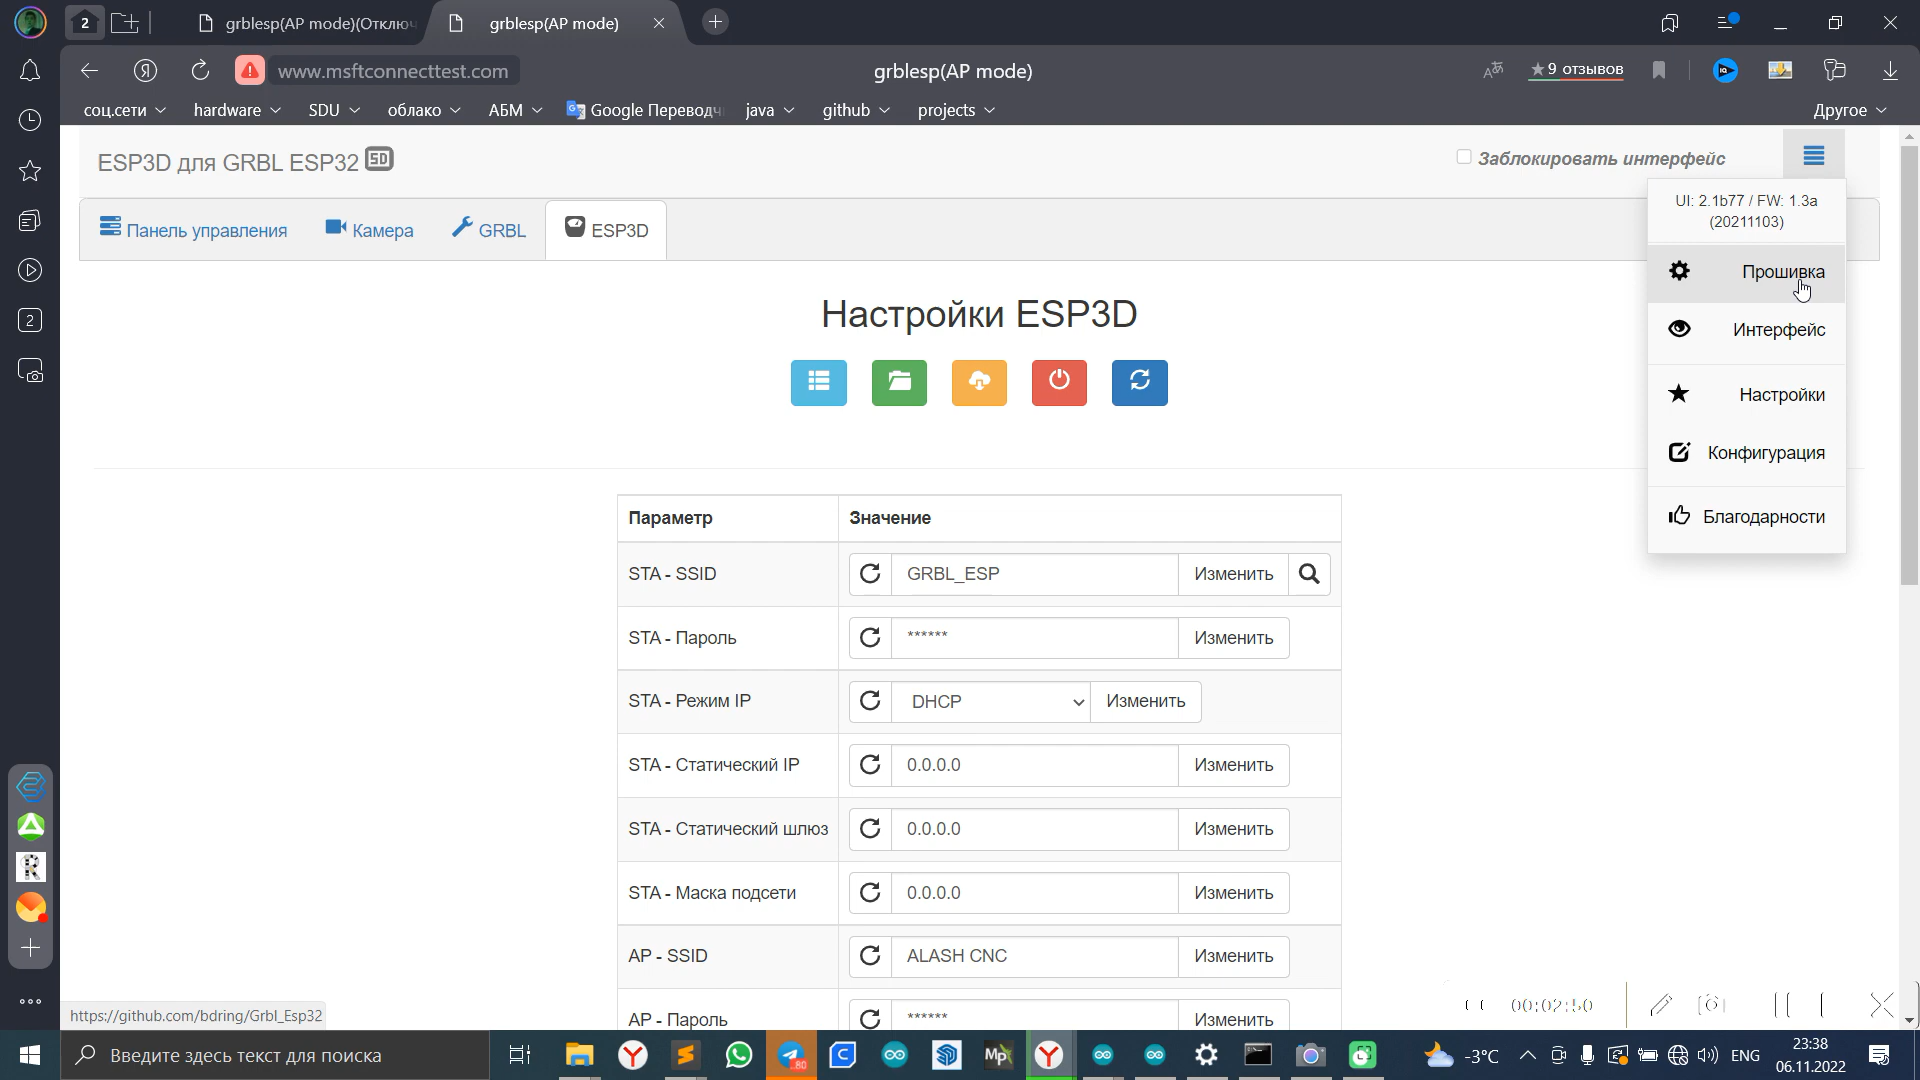 2
grblesp(AP mode)(Отключ
grblesp(AP mode)
Я
www.msftconnecttest.com
grblesp(AP mode)
★9 отзывов
соц.сети
hardware
SDU
облако
АБМ
Google Переводч
java
github
projects
Другое
ESP3D для GRBL ESP32 SD
Заблокировать интерфейс
UI: 2.1b77 / FW: 1.3a
(20211103)
Панель управления
Камера
GRBL
ESP3D
Прошивка
Интерфейс
Настройки
Конфигурация
Благодарности
2
Настройки ESP3D
Параметр
Значение
STA - SSID
GRBL_ESP
Изменить
STA - Пароль
******
Изменить
STA - Режим IP
DHCP
Изменить
STA - Статический IP
0.0.0.0
Изменить
STA - Статический шлюз
0.0.0.0
Изменить
STA - Маска подсети
0.0.0.0
Изменить
AP - SSID
ALASH CNC
Изменить
AP - Пароль
******
Изменить
https://github.com/bdring/Grbl_Esp32
00:02:50
Введите здесь текст для поиска
80
Mp
-3°C
ENG
23:38
06.11.2022